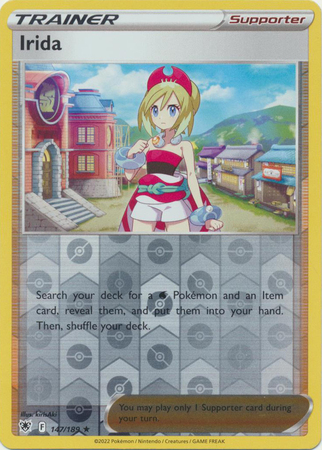 TRAINER Supporter
Irida
Search your deck for a Pokémon and an Item
card, reveal them, and put them into your hand.
Then, shuffle your deck.
Illus. kirisAki
F 147/189 ★
You may play only 1 Supporter card during
your turn.
©2022 Pokémon / Nintendo / Creatures / GAME FREAK